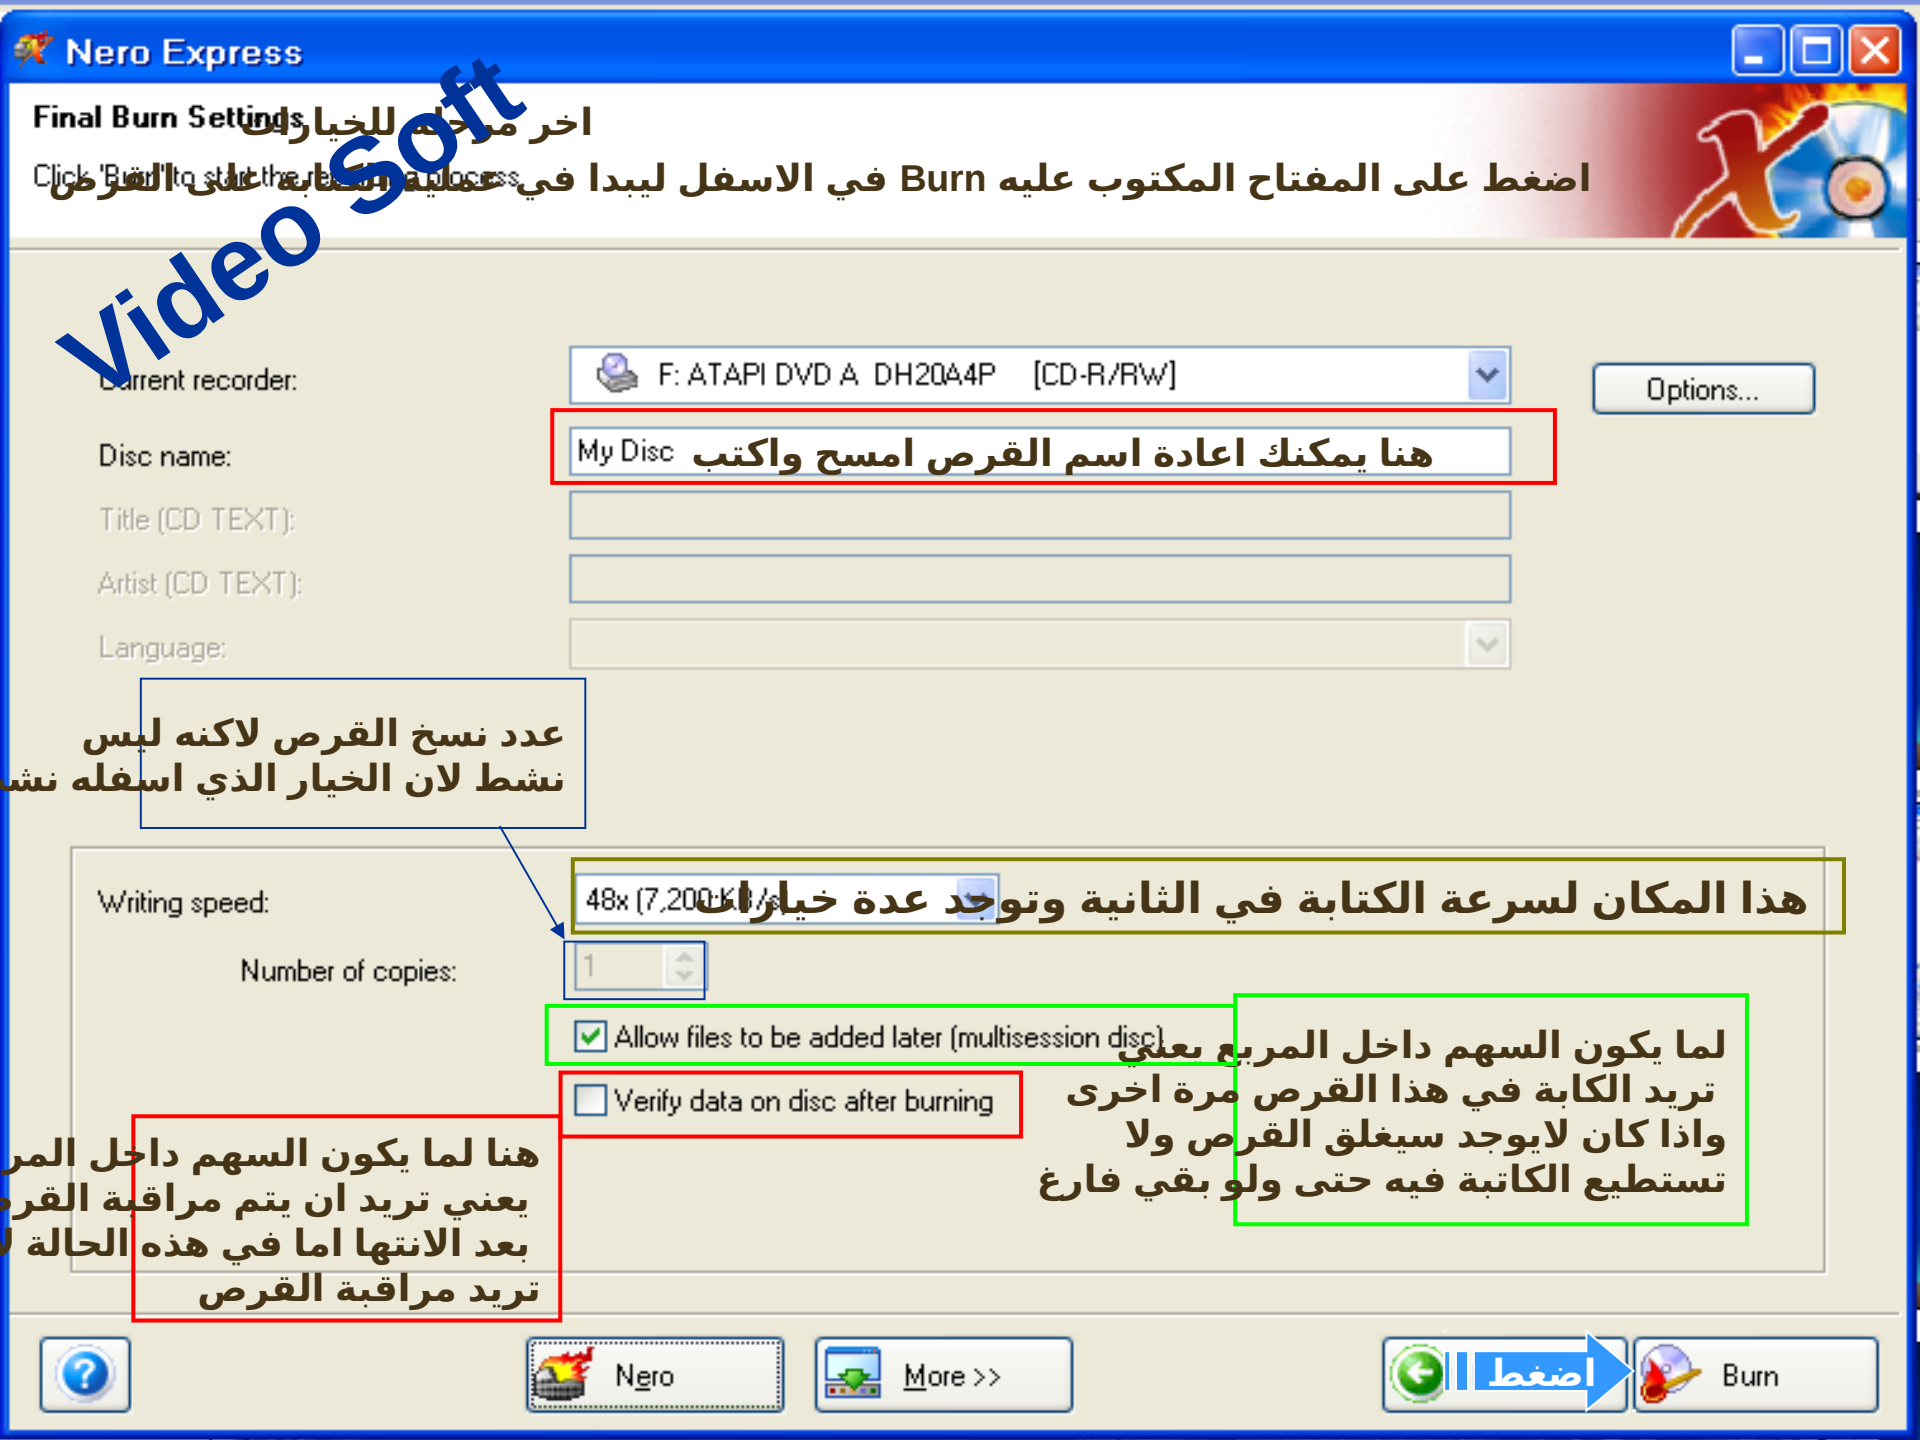 Nero Express
Final Burn Settings
اخر مرحلة للخيارات
Click 'Burn' to start the recording process
اضغط على المفتاح المكتوب عليه Burn في الاسفل ليبدا في عملية الكتابة على القرص
Video Soft
Current recorder:
F: ATAPI DVD A DH20A4P [CD-R/RW]
Options...
Disc name:
My Disc
هنا يمكنك اعادة اسم القرص امسح واكتب
Title (CD TEXT):
Artist (CD TEXT):
Language:
عدد نسخ القرص لاكنه ليس
نشط لان الخيار الذي اسفله
Writing speed:
48x (7,200 KB/s)
هذا المكان لسرعة الكتابة في الثانية وتوجد عدة خيارات
Number of copies:
1
Allow files to be added later (multisession disc)
لما يكون السهم داخل المربع يعني
تريد الكابة في هذا القرص مرة اخرى
واذا كان لايوجد سيغلق القرص ولا
تستطيع الكاتبة فيه حتى ولو بقي فارغ
Verify data on disc after burning
هنا لما يكون السهم داخل
يعني تريد ان يتم مراقبة
بعد الانتها اما في هذه الحالة
تريد مراقبة القرص
Nero
More >>
اضغط
Burn